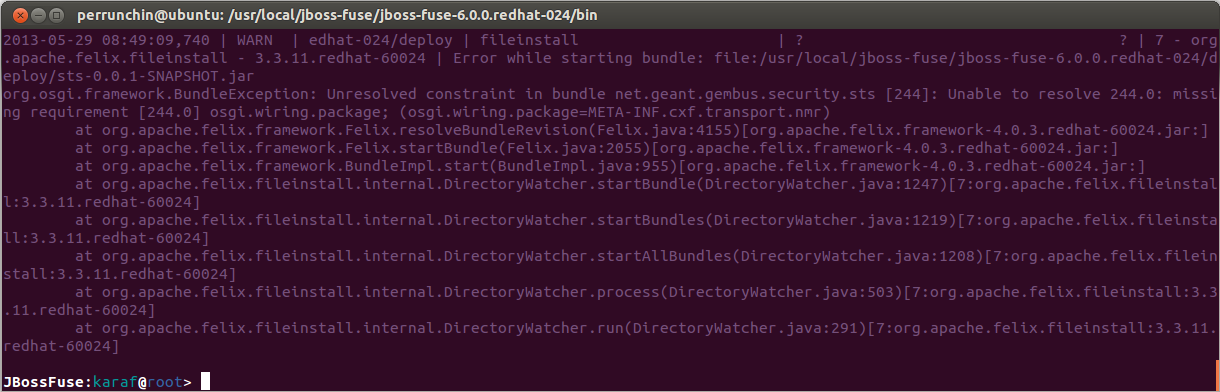 perrunchin@ubuntu: /usr/local/jboss-fuse/jboss-fuse-6.0.0.redhat-024/bin
2013-05-29 08:49:09,740 | WARN  | edhat-024/deploy | fileinstall                      | ?                                   ? | 7 - org
.apache.felix.fileinstall - 3.3.11.redhat-60024 | Error while starting bundle: file:/usr/local/jboss-fuse/jboss-fuse-6.0.0.redhat-024/d
eploy/sts-0.0.1-SNAPSHOT.jar
org.osgi.framework.BundleException: Unresolved constraint in bundle net.geant.gembus.security.sts [244]: Unable to resolve 244.0: missi
ng requirement [244.0] osgi.wiring.package; (osgi.wiring.package=META-INF.cxf.transport.nmr)
        at org.apache.felix.framework.Felix.resolveBundleRevision(Felix.java:4155)[org.apache.felix.framework-4.0.3.redhat-60024.jar:]
        at org.apache.felix.framework.Felix.startBundle(Felix.java:2055)[org.apache.felix.framework-4.0.3.redhat-60024.jar:]
        at org.apache.felix.framework.BundleImpl.start(BundleImpl.java:955)[org.apache.felix.framework-4.0.3.redhat-60024.jar:]
        at org.apache.felix.fileinstall.internal.DirectoryWatcher.startBundle(DirectoryWatcher.java:1247)[7:org.apache.felix.fileinstal
l:3.3.11.redhat-60024]
        at org.apache.felix.fileinstall.internal.DirectoryWatcher.startBundles(DirectoryWatcher.java:1219)[7:org.apache.felix.fileinsta
ll:3.3.11.redhat-60024]
        at org.apache.felix.fileinstall.internal.DirectoryWatcher.startAllBundles(DirectoryWatcher.java:1208)[7:org.apache.felix.filein
stall:3.3.11.redhat-60024]
        at org.apache.felix.fileinstall.internal.DirectoryWatcher.process(DirectoryWatcher.java:503)[7:org.apache.felix.fileinstall:3.3
.11.redhat-60024]
        at org.apache.felix.fileinstall.internal.DirectoryWatcher.run(DirectoryWatcher.java:291)[7:org.apache.felix.fileinstall:3.3.11.
redhat-60024]
JBossFuse:karaf@root>